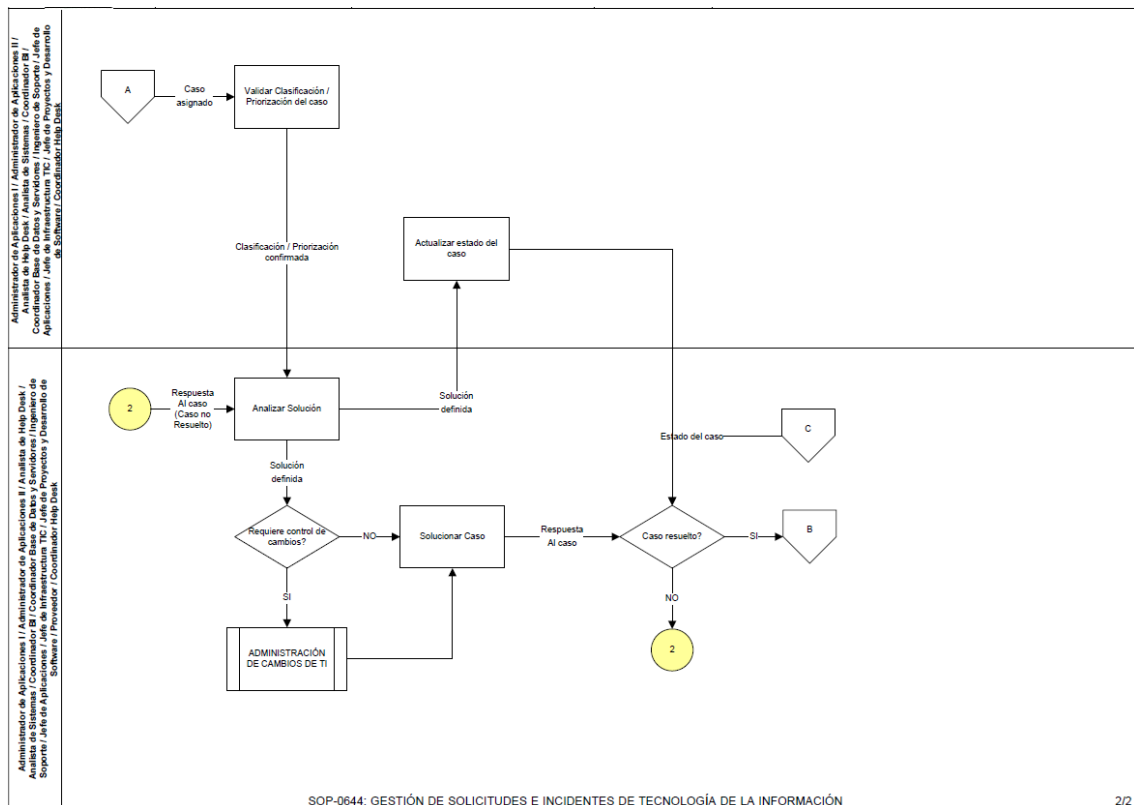 Administrador de Aplicaciones I / Administrador de Aplicaciones II /
Analista de Help Desk / Analista de Sistemas / Coordinador BI /
Coordinador Base de Datos y Servidores / Ingeniero de Soporte / Jefe de
Aplicaciones / Jefe de Infraestructura TIC / Jefe de Proyectos y Desarrollo
de Software / Coordinador Help Desk
A
Caso
asignado
Validar Clasificación /
Priorización del caso
Clasificación / Priorización
confirmada
Actualizar estado del
caso
Administrador de Aplicaciones I / Administrador de Aplicaciones II / Analista de Help Desk /
Analista de Sistemas / Coordinador BI / Coordinador Base de Datos y Servidores / Ingeniero de
Soporte / Jefe de Aplicaciones / Jefe de Infraestructura TIC / Jefe de Proyectos y Desarrollo de
Software / Proveedor / Coordinador Help Desk
2
Respuesta
Al caso
(Caso no
Resuelto)
Analizar Solución
Solución
definida
Estado del caso
C
Solución
definida
Requiere control de
cambios?
NO
Solucionar Caso
Respuesta
Al caso
Caso resuelto?
SI
B
SI
NO
ADMINISTRACIÓN
DE CAMBIOS DE TI
2
SOP-0644: GESTIÓN DE SOLICITUDES E INCIDENTES DE TECNOLOGÍA DE LA INFORMACIÓN
2/2